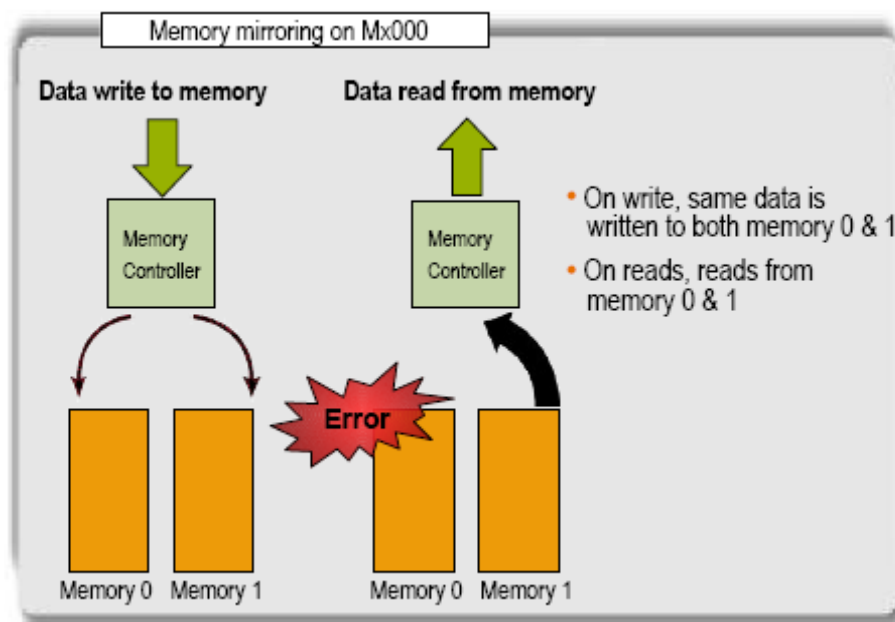 Memory mirroring on Mx000
Data write to memory
Data read from memory
Memory
Controller
Memory
Controller
• On write, same data is
written to both memory 0 & 1
• On reads, reads from
memory 0 & 1
Error
Memory 0
Memory 1
Memory 0
Memory 1